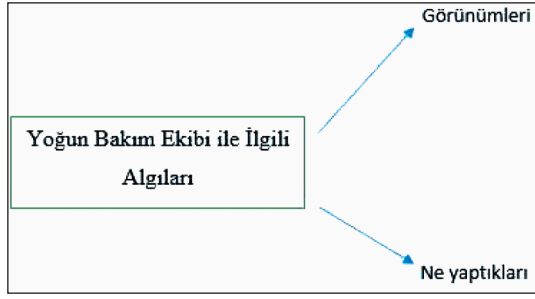 Görünümleri
Yoğun Bakım Ekibi ile İlgili
Algıları
Ne yaptıkları